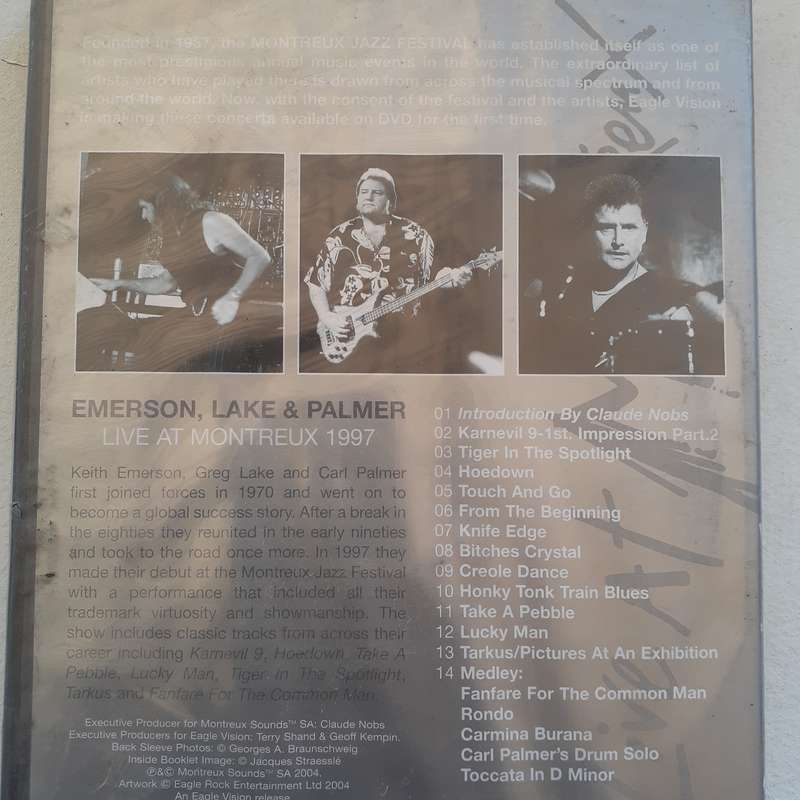 Founded in 1967, the MONTREUX JAZZ FESTIVAL has established itself as one of
the most prestigious annual music events in the world. The extraordinary list of
artists who have played there is drawn from across the musical spectrum and from
around the world. Now, with the consent of the festival and the artists, Eagle Vision
is making these concerts available on DVD for the first time.
EMERSON, LAKE & PALMER
LIVE AT MONTREUX 1997
Keith Emerson, Greg Lake and Carl Palmer
first joined forces in 1970 and went on to
become a global success story. After a break in
the eighties they reunited in the early nineties
and took to the road once more. In 1997 they
made their debut at the Montreux Jazz Festival
with a performance that included all their
trademark virtuosity and showmanship. The
show includes classic tracks from across their
career including Karnevil 9, Hoedown, Take A
Pebble, Lucky Man, Tiger In The Spotlight,
Tarkus and Fanfare For The Common Man.
Executive Producer for Montreux Sounds™ SA: Claude Nobs
Executive Producers for Eagle Vision: Terry Shand & Geoff Kempin.
Back Sleeve Photos: © Georges A. Braunschweig
Inside Booklet Image: © Jacques Straesslé
℗&© Montreux Sounds™ SA 2004.
Artwork © Eagle Rock Entertainment Ltd 2004
An Eagle Vision release
01 Introduction By Claude Nobs
02 Karnevil 9-1st. Impression Part.2
03 Tiger In The Spotlight
04 Hoedown
05 Touch And Go
06 From The Beginning
07 Knife Edge
08 Bitches Crystal
09 Creole Dance
10 Honky Tonk Train Blues
11 Take A Pebble
12 Lucky Man
13 Tarkus/Pictures At An Exhibition
14 Medley:
Fanfare For The Common Man
Rondo
Carmina Burana
Carl Palmer's Drum Solo
Toccata In D Minor
Live AT